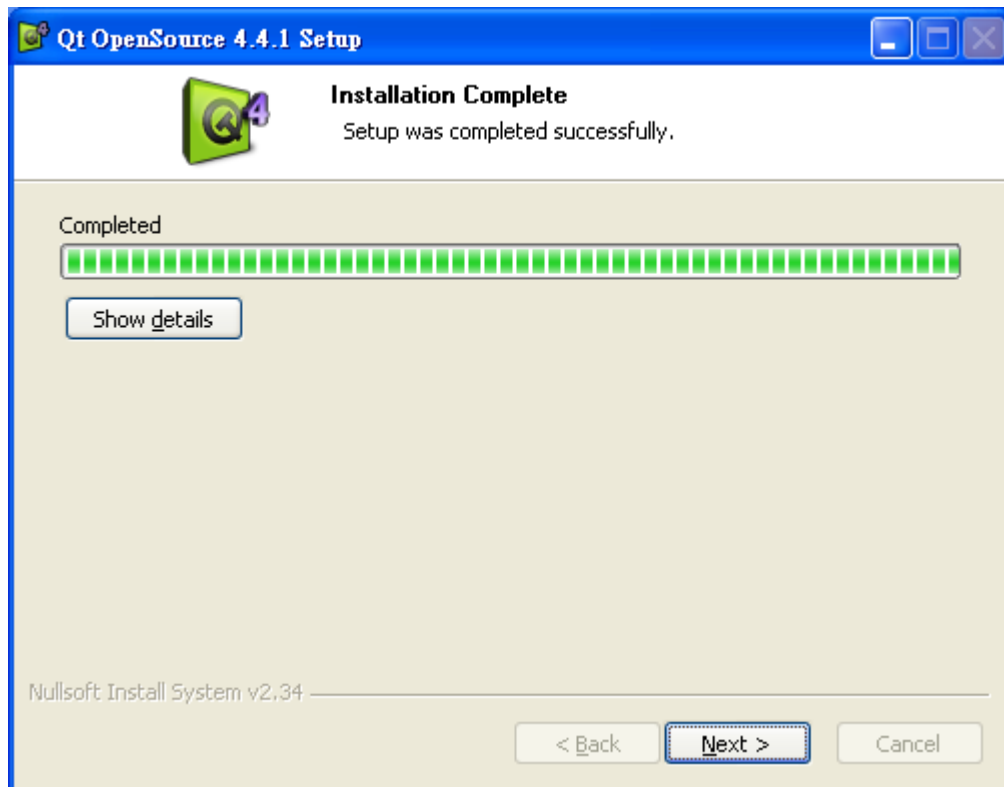 Qt OpenSource 4.4.1 Setup
4
Installation Complete
Setup was completed successfully.
Completed
Show details
Nullsoft Install System v2.34
< Back
Next >
Cancel